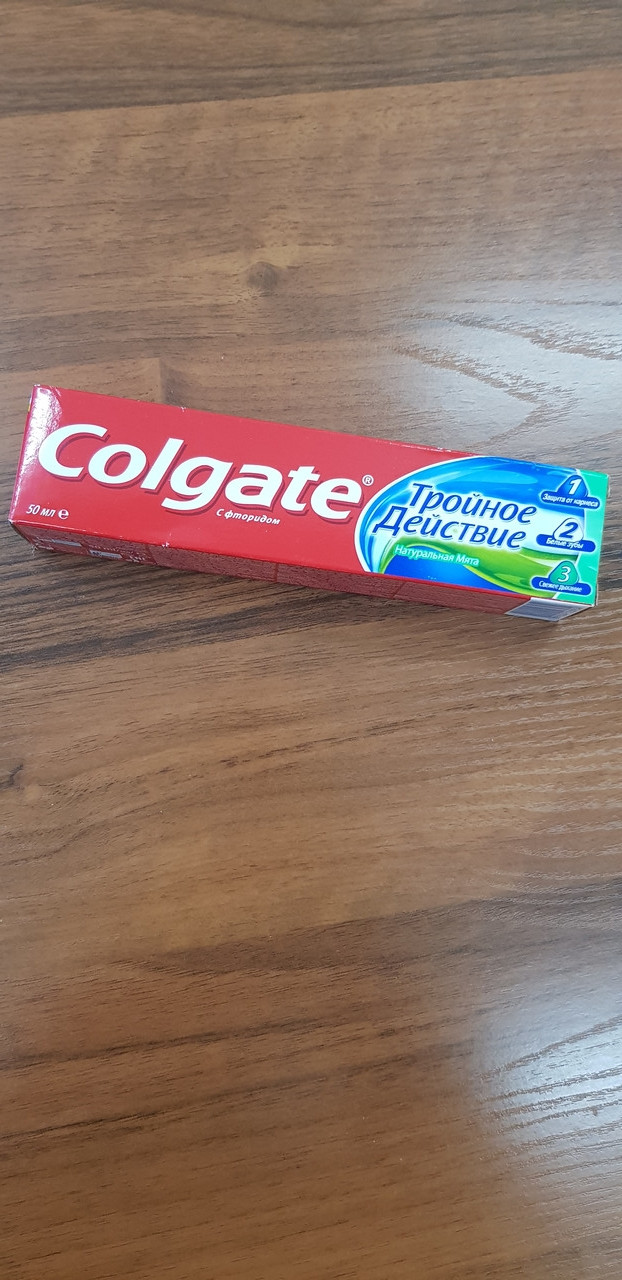 Colgate®
50 мл e
С фторидом
Тройное
Действие
Натуральная Мята
1
Защита от кариеса
2
Белые зубы
3
Свежее дыхание